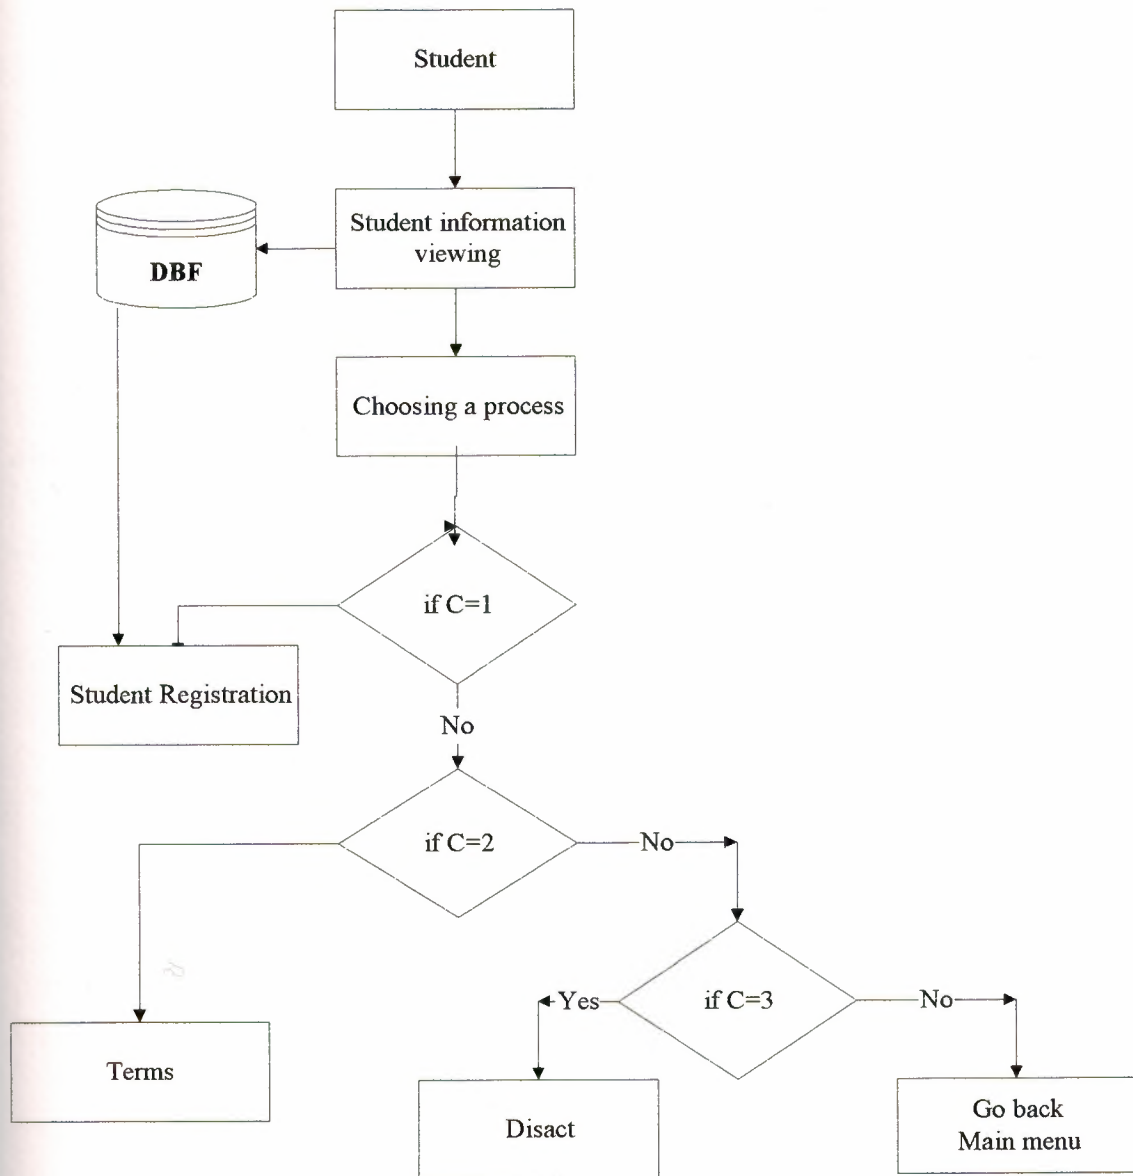 Student
Student information
viewing
DBF
Choosing a process
if C=1
Student Registration
No
if C=2
No
if C=3
Yes
No
Terms
Disact
Go back
Main menu